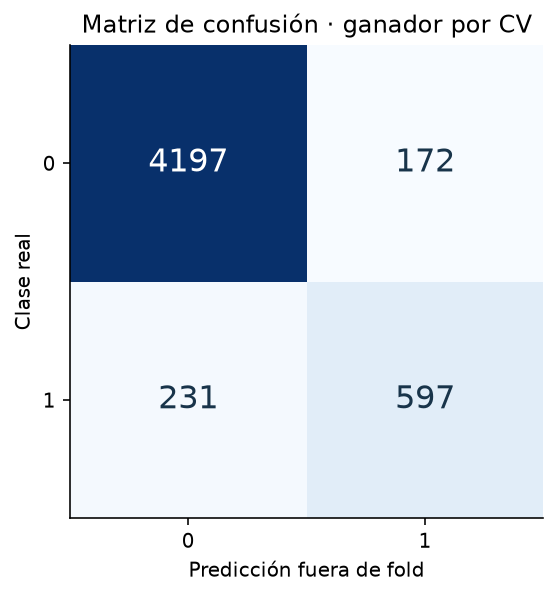 Matriz de confusión · ganador por CV
Clase real
0
4197
172
1
231
597
0
1
Predicción fuera de fold